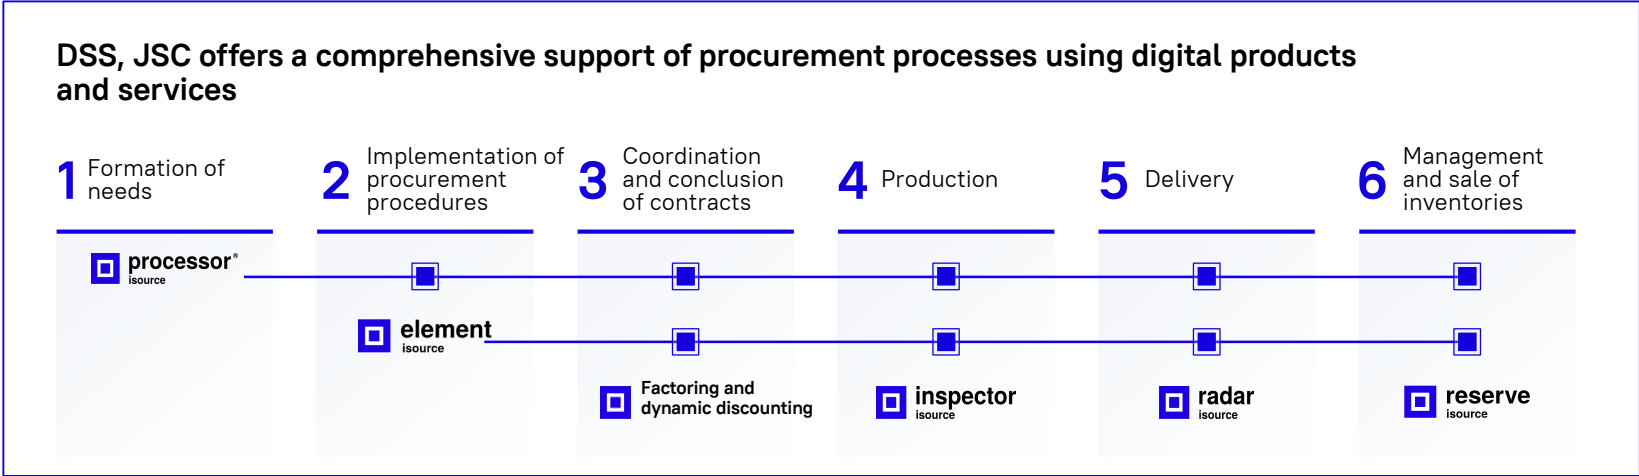 DSS, JSC offers a comprehensive support of procurement processes using digital products
and services
1 Formation of
needs
2 Implementation of
procurement
procedures
3 Coordination
and conclusion
of contracts
4 Production
5 Delivery
6 Management
and sale of
inventories
processor®
isource
element
isource
Factoring and
dynamic discounting
inspector
isource
radar
isource
reserve
isource